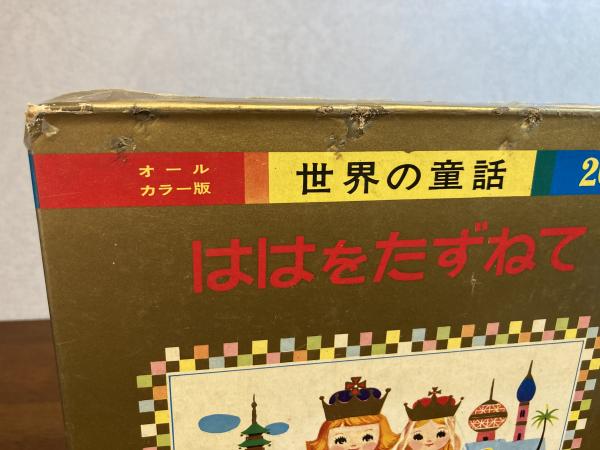 オール
カラー版
世界の童話
ははをたずねて